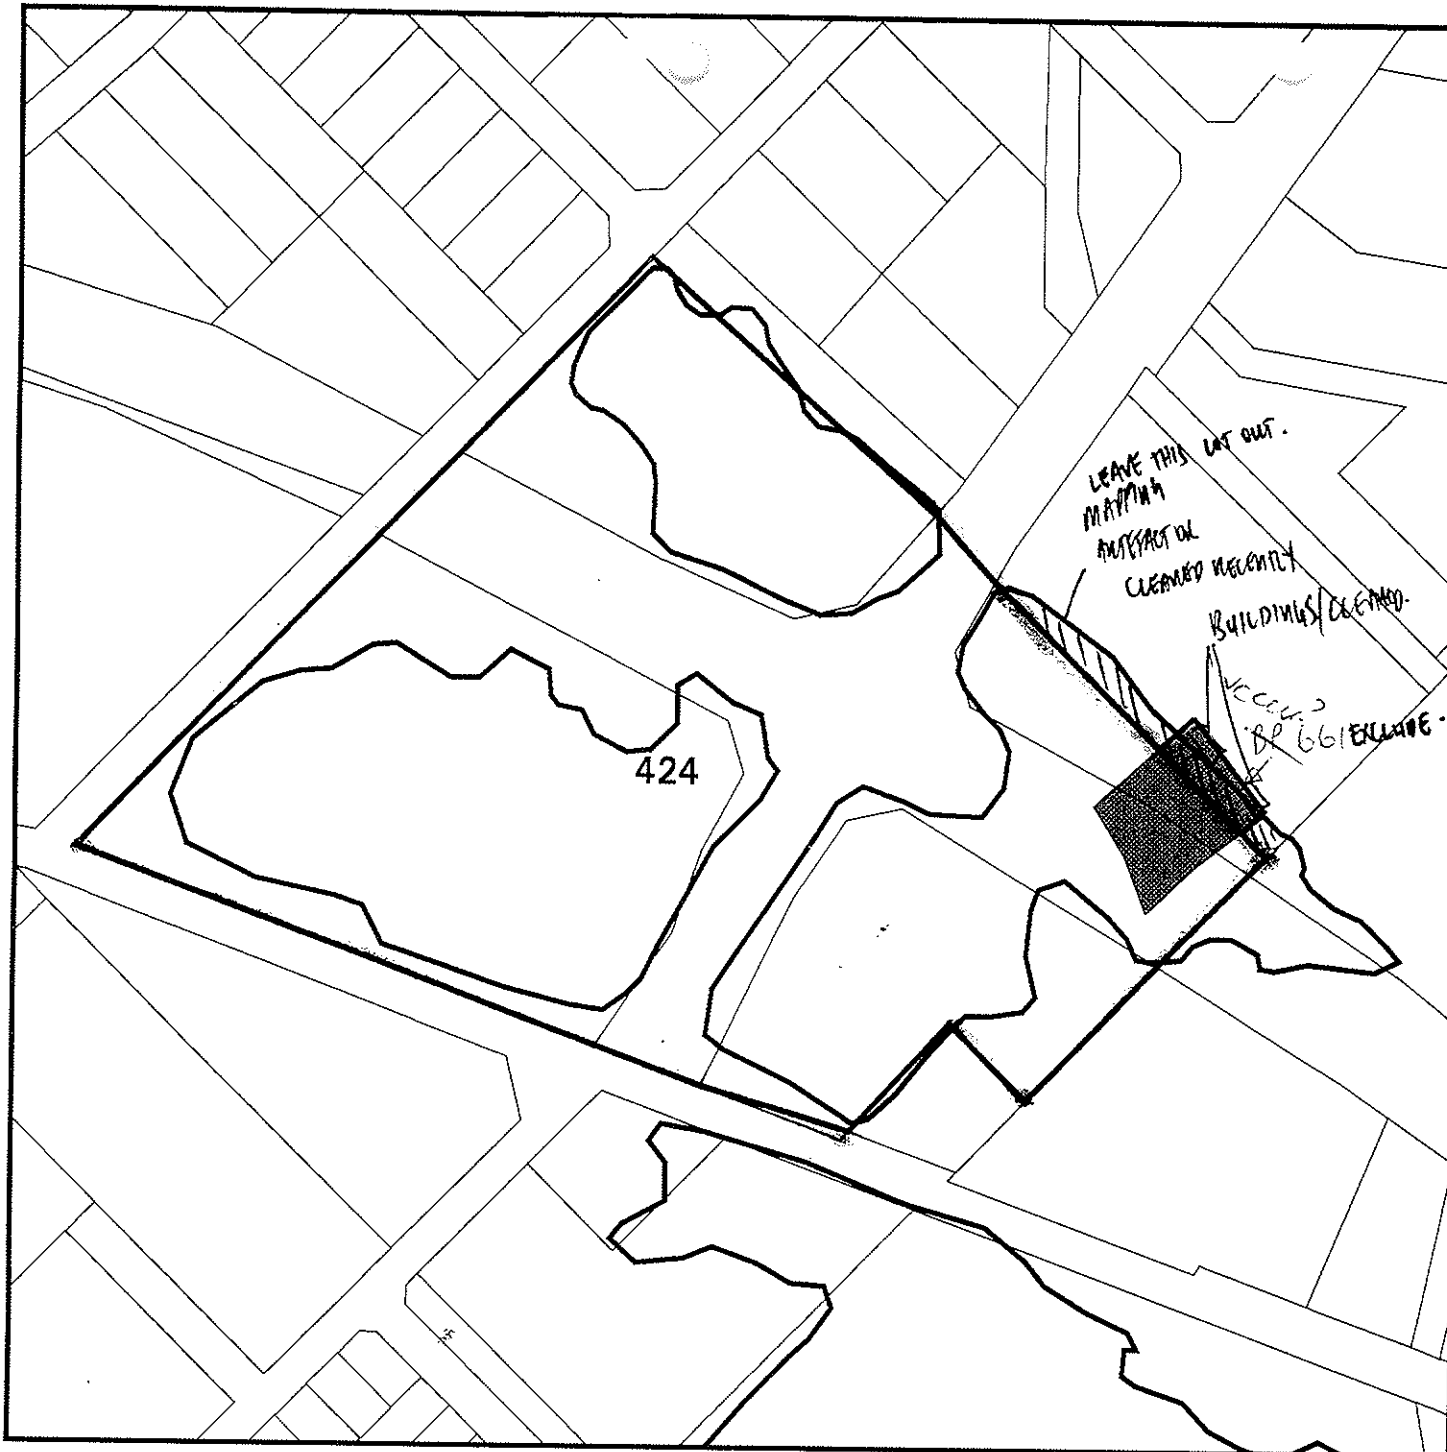 LEAVE THIS LOT OUT.
MAPPING
ARTEFACT OR
CLEARED RECENTLY
BUILDINGS/CLEARED.
BP 661 EXCLUDE.
424